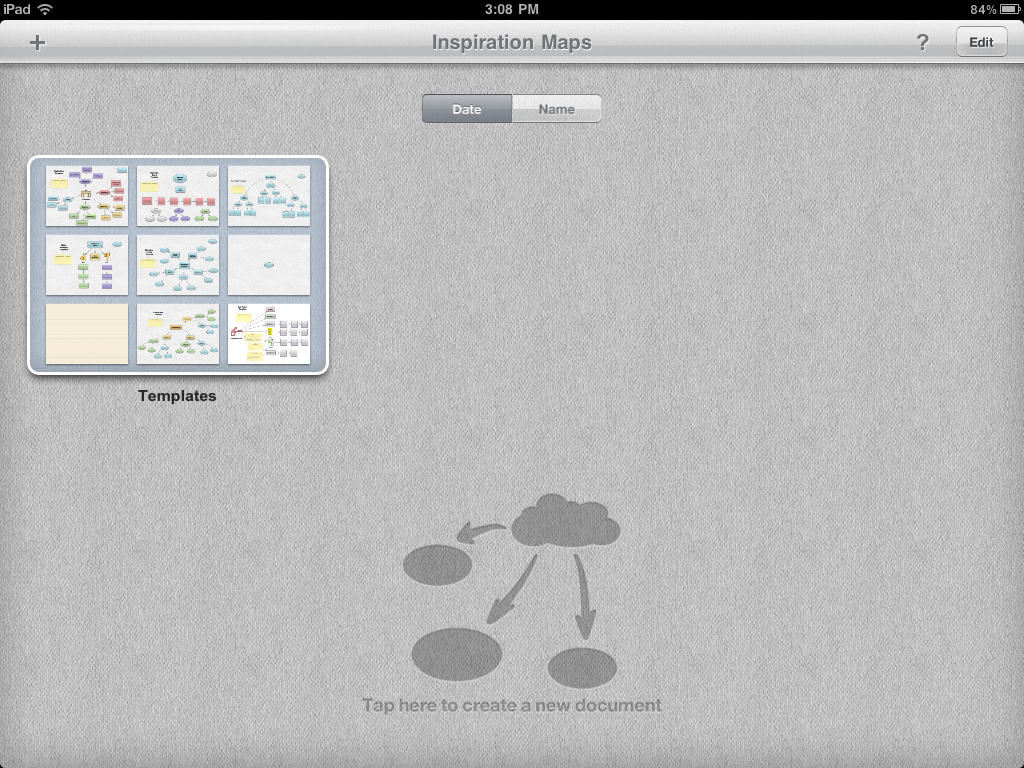 iPad 3:08 PM 84%
+ Inspiration Maps ? Edit
Date Name
Templates
Tap here to create a new document